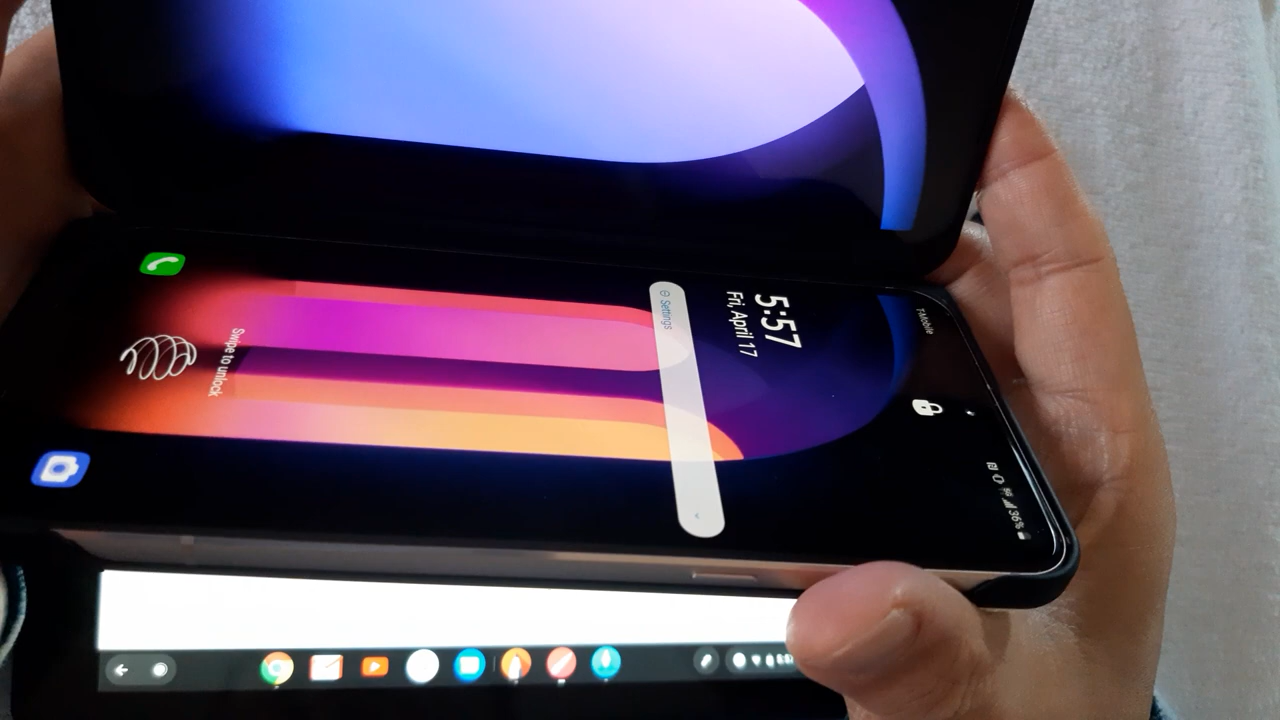 T-Mobile
36%
5:57
Fri, April 17
Settings
Swipe to unlock